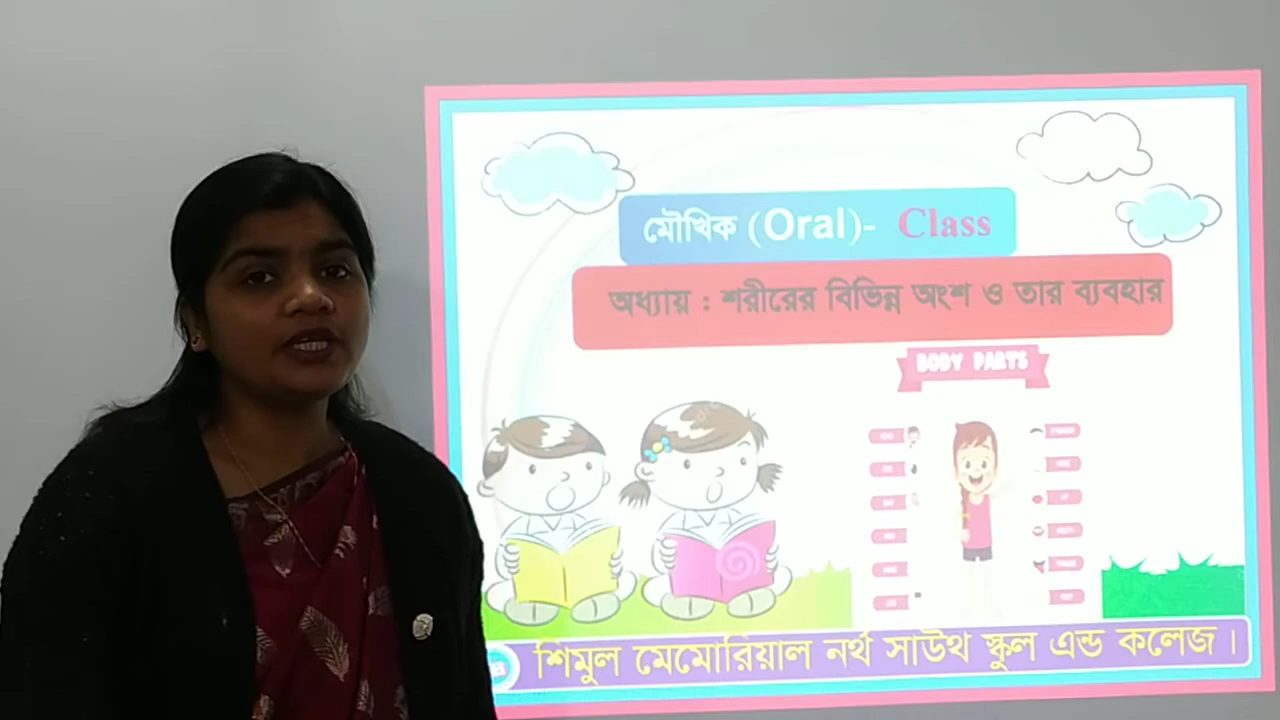 মৌখিক (Oral)- Class
অধ্যায় : শরীরের বিভিন্ন অংশ ও তার ব্যবহার
BODY PARTS
শিমুল মেমোরিয়াল নর্থ সাউথ স্কুল এন্ড কলেজ।